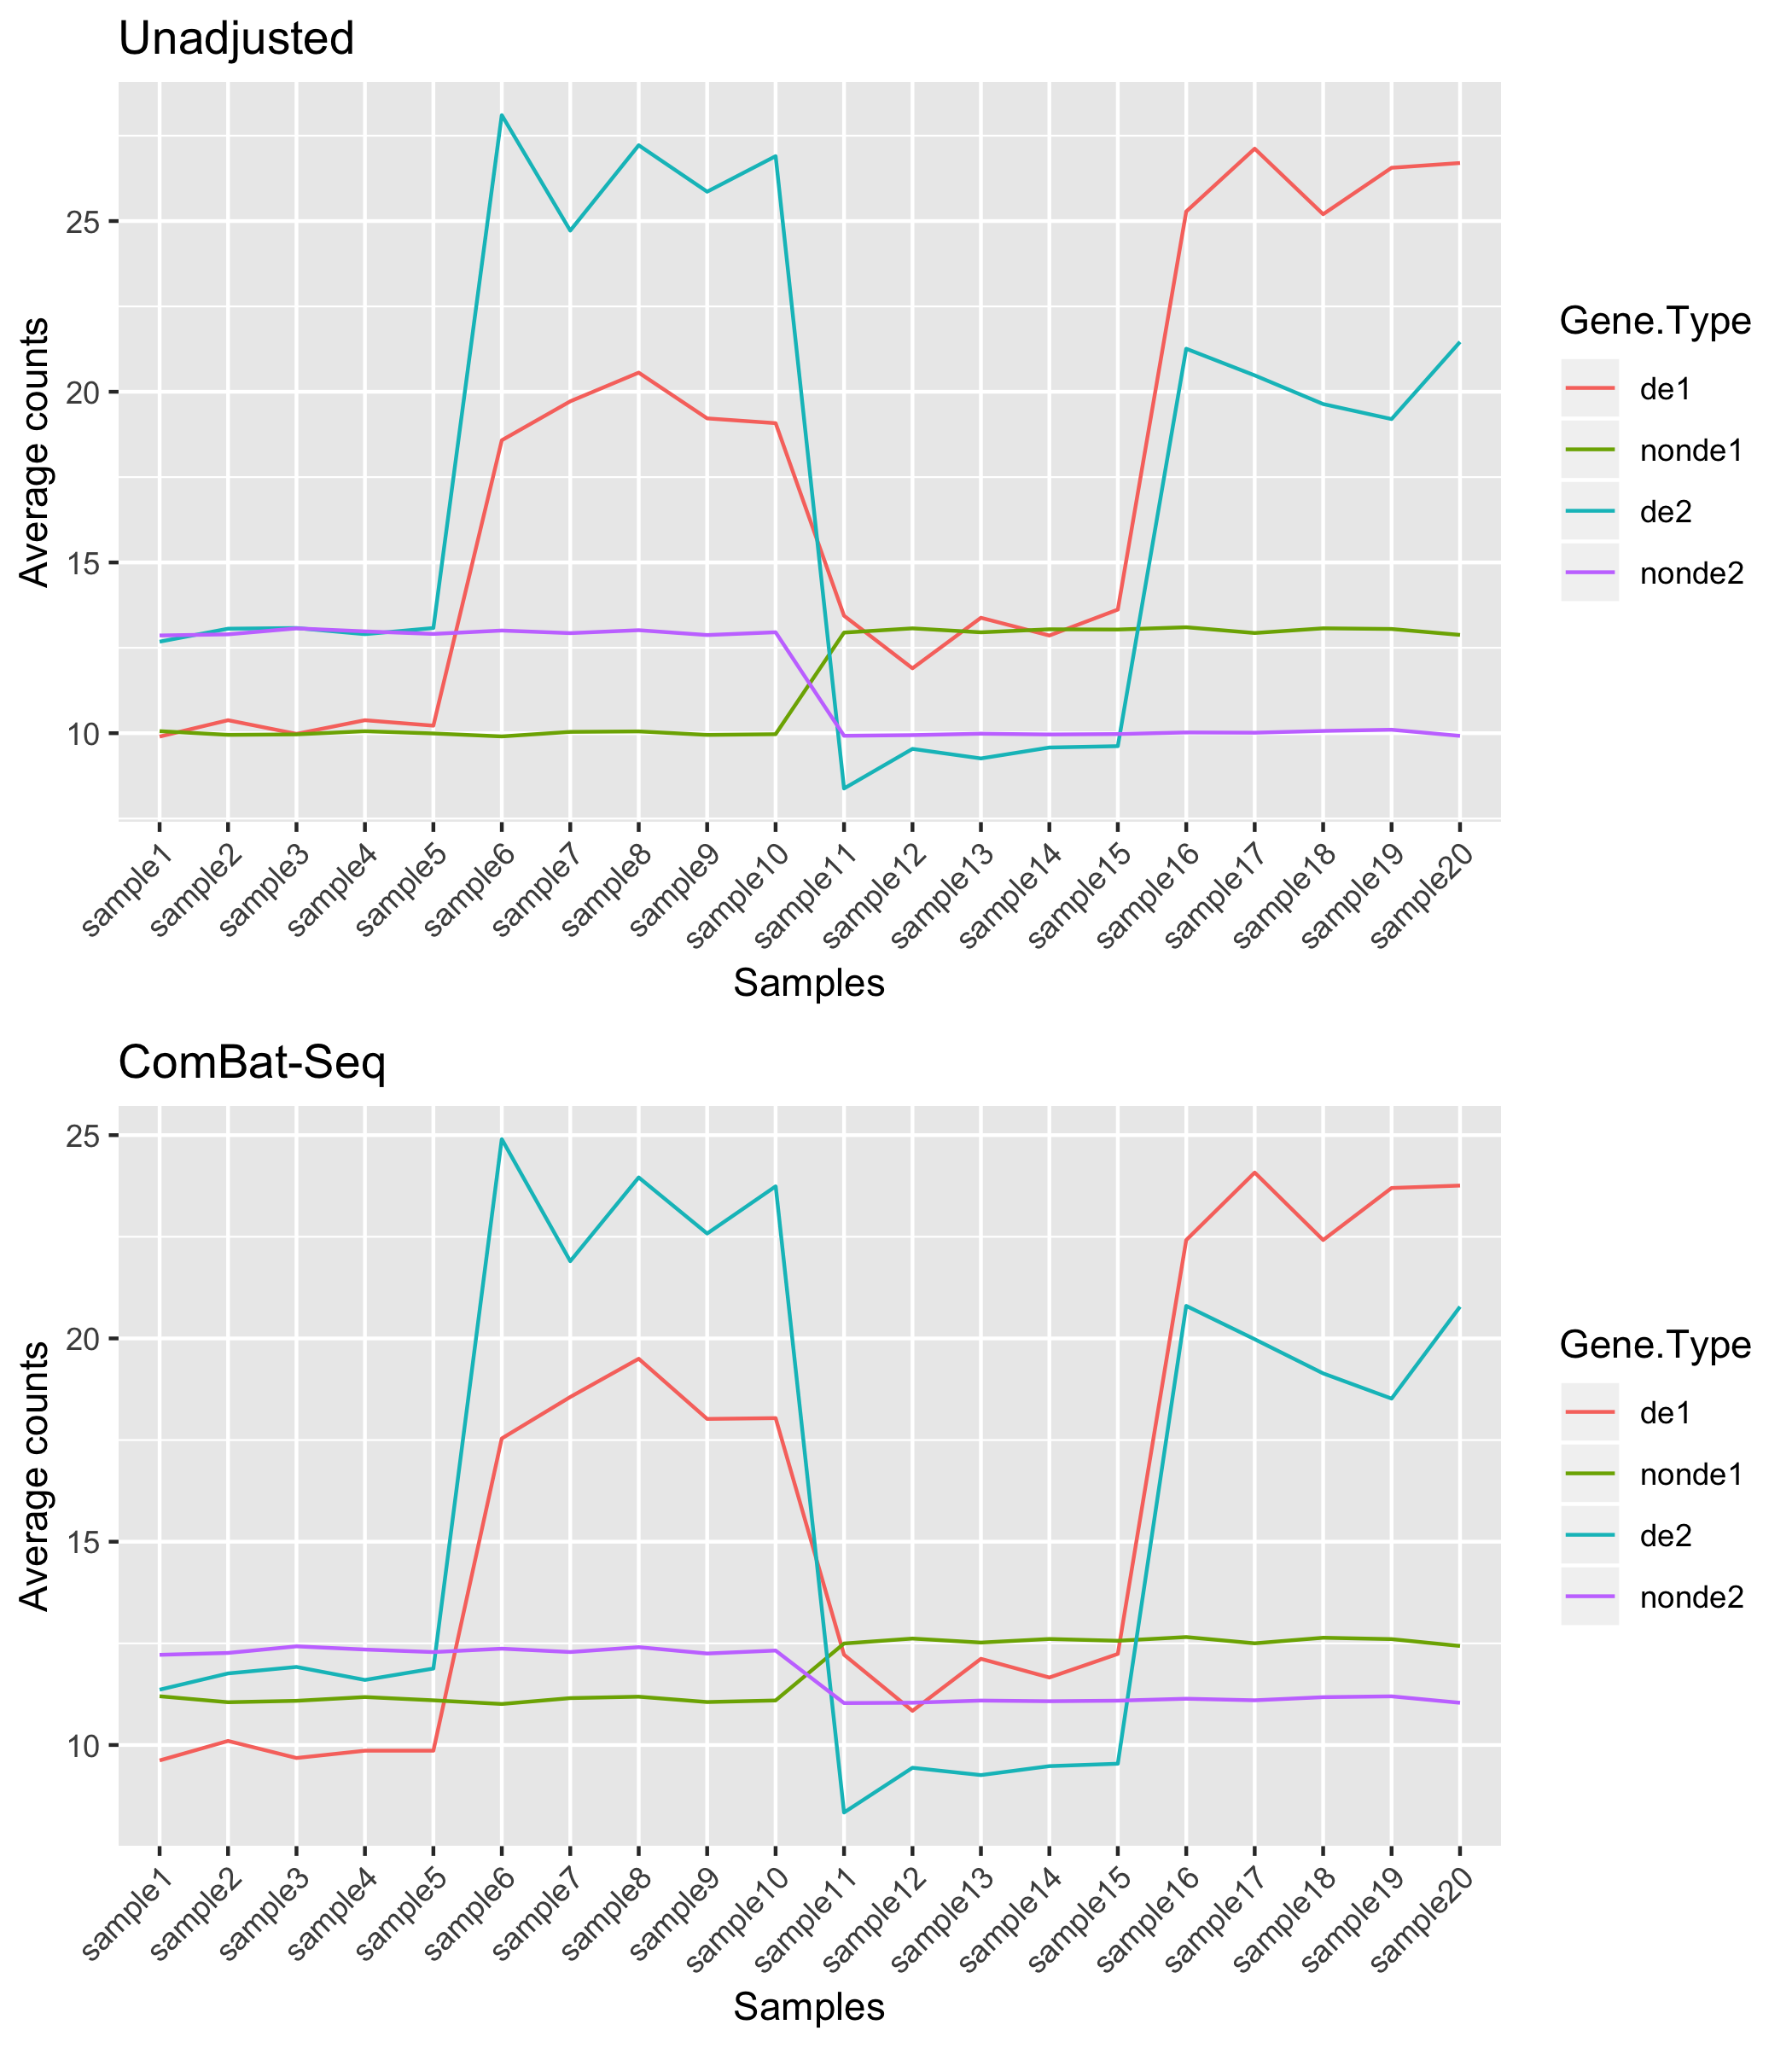 Unadjusted
Average counts
25
20
15
10
sample1
sample2
sample3
sample4
sample5
sample6
sample7
sample8
sample9
sample10
sample11
sample12
sample13
sample14
sample15
sample16
sample17
sample18
sample19
sample20
Samples
Gene.Type
de1
nonde1
de2
nonde2
ComBat-Seq
Average counts
25
20
15
10
sample1
sample2
sample3
sample4
sample5
sample6
sample7
sample8
sample9
sample10
sample11
sample12
sample13
sample14
sample15
sample16
sample17
sample18
sample19
sample20
Samples
Gene.Type
de1
nonde1
de2
nonde2